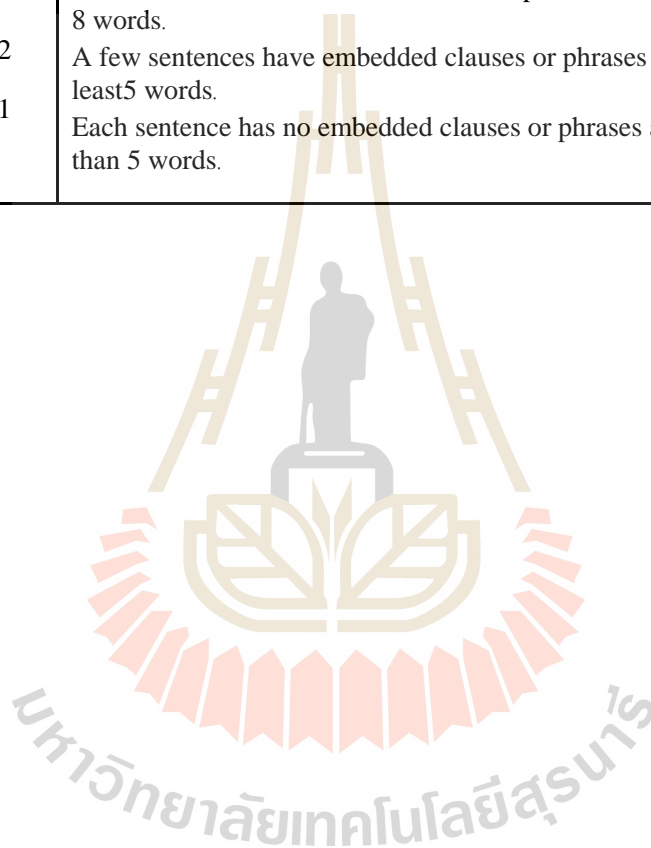 8 words.
2
A few sentences have embedded clauses or phrases
least5 words.
1
Each sentence has no embedded clauses or phrases
than 5 words.
มหาวิทยาลัยเทคโนโลยีสุรนารี